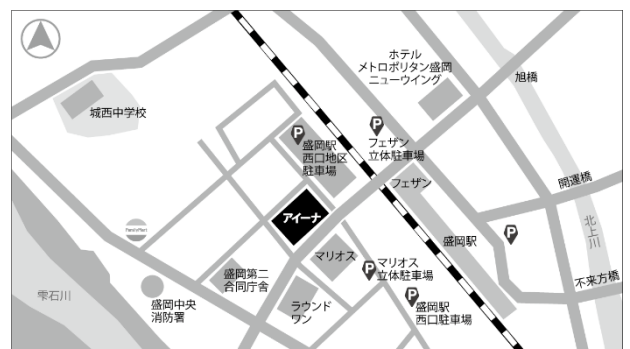 ホテル
メトロポリタン盛岡
ニューウイング
旭橋
城西中学校
P
盛岡駅
西口地区
駐車場
P
フェザン
立体駐車場
フェザン
開運橋
アイーナ
北上川
FamilyMart
盛岡駅
P
マリオス
P
マリオス
立体駐車場
盛岡第二
合同庁舎
不来方橋
雫石川
盛岡中央
消防署
ラウンド
ワン
P
盛岡駅
西口駐車場